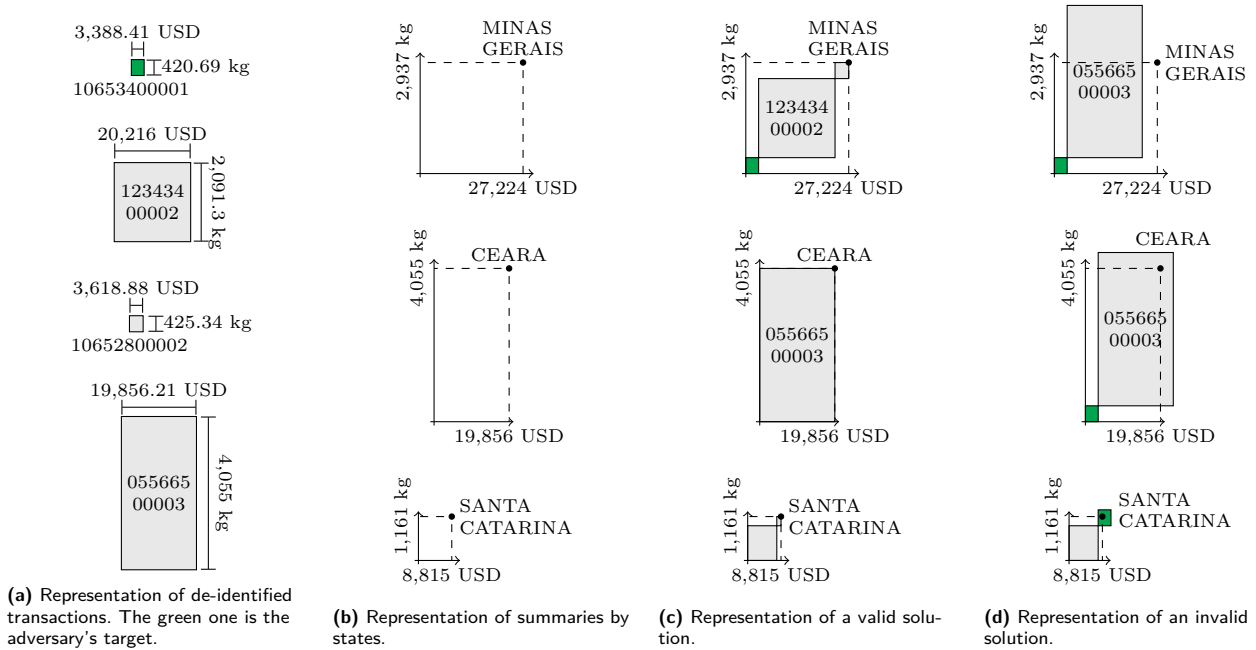 3,388.41 USD
420.69 kg
10653400001
20,216 USD
2,091.3 kg
123434
00002
3,618.88 USD
425.34 kg
10652800002
19,856.21 USD
4,055 kg
055665
00003
(a) Representation of de-identified
transactions. The green one is the
adversary's target.
MINAS
GERAIS
2,937 kg
27,224 USD
CEARA
4,055 kg
19,856 USD
SANTA
CATARINA
1,161 kg
8,815 USD
(b) Representation of summaries by
states.
MINAS
GERAIS
2,937 kg
123434
00002
27,224 USD
CEARA
4,055 kg
055665
00003
19,856 USD
SANTA
CATARINA
1,161 kg
8,815 USD
(c) Representation of a valid solu-
tion.
MINAS
GERAIS
2,937 kg
055665
00003
27,224 USD
CEARA
4,055 kg
055665
00003
19,856 USD
SANTA
CATARINA
1,161 kg
8,815 USD
(d) Representation of an invalid
solution.